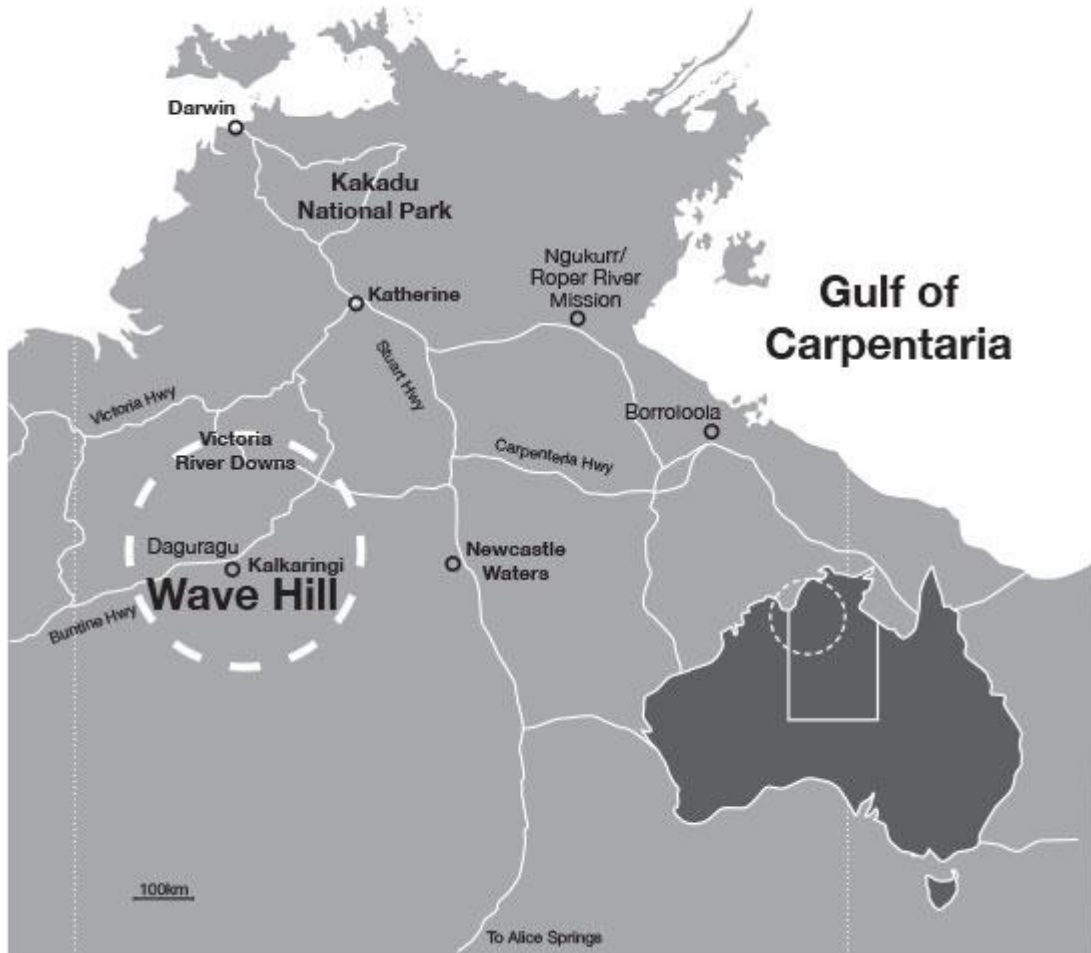 Darwin
Kakadu
National Park
Katherine
Ngukurr/
Roper River
Mission
Gulf of
Carpentaria
Stuart Hwy
Victoria Hwy
Borroloola
Victoria
River Downs
Carpenteria Hwy
Daguragu
Kalkaringi
Newcastle
Waters
Wave Hill
Buntine Hwy
100km
To Alice Springs